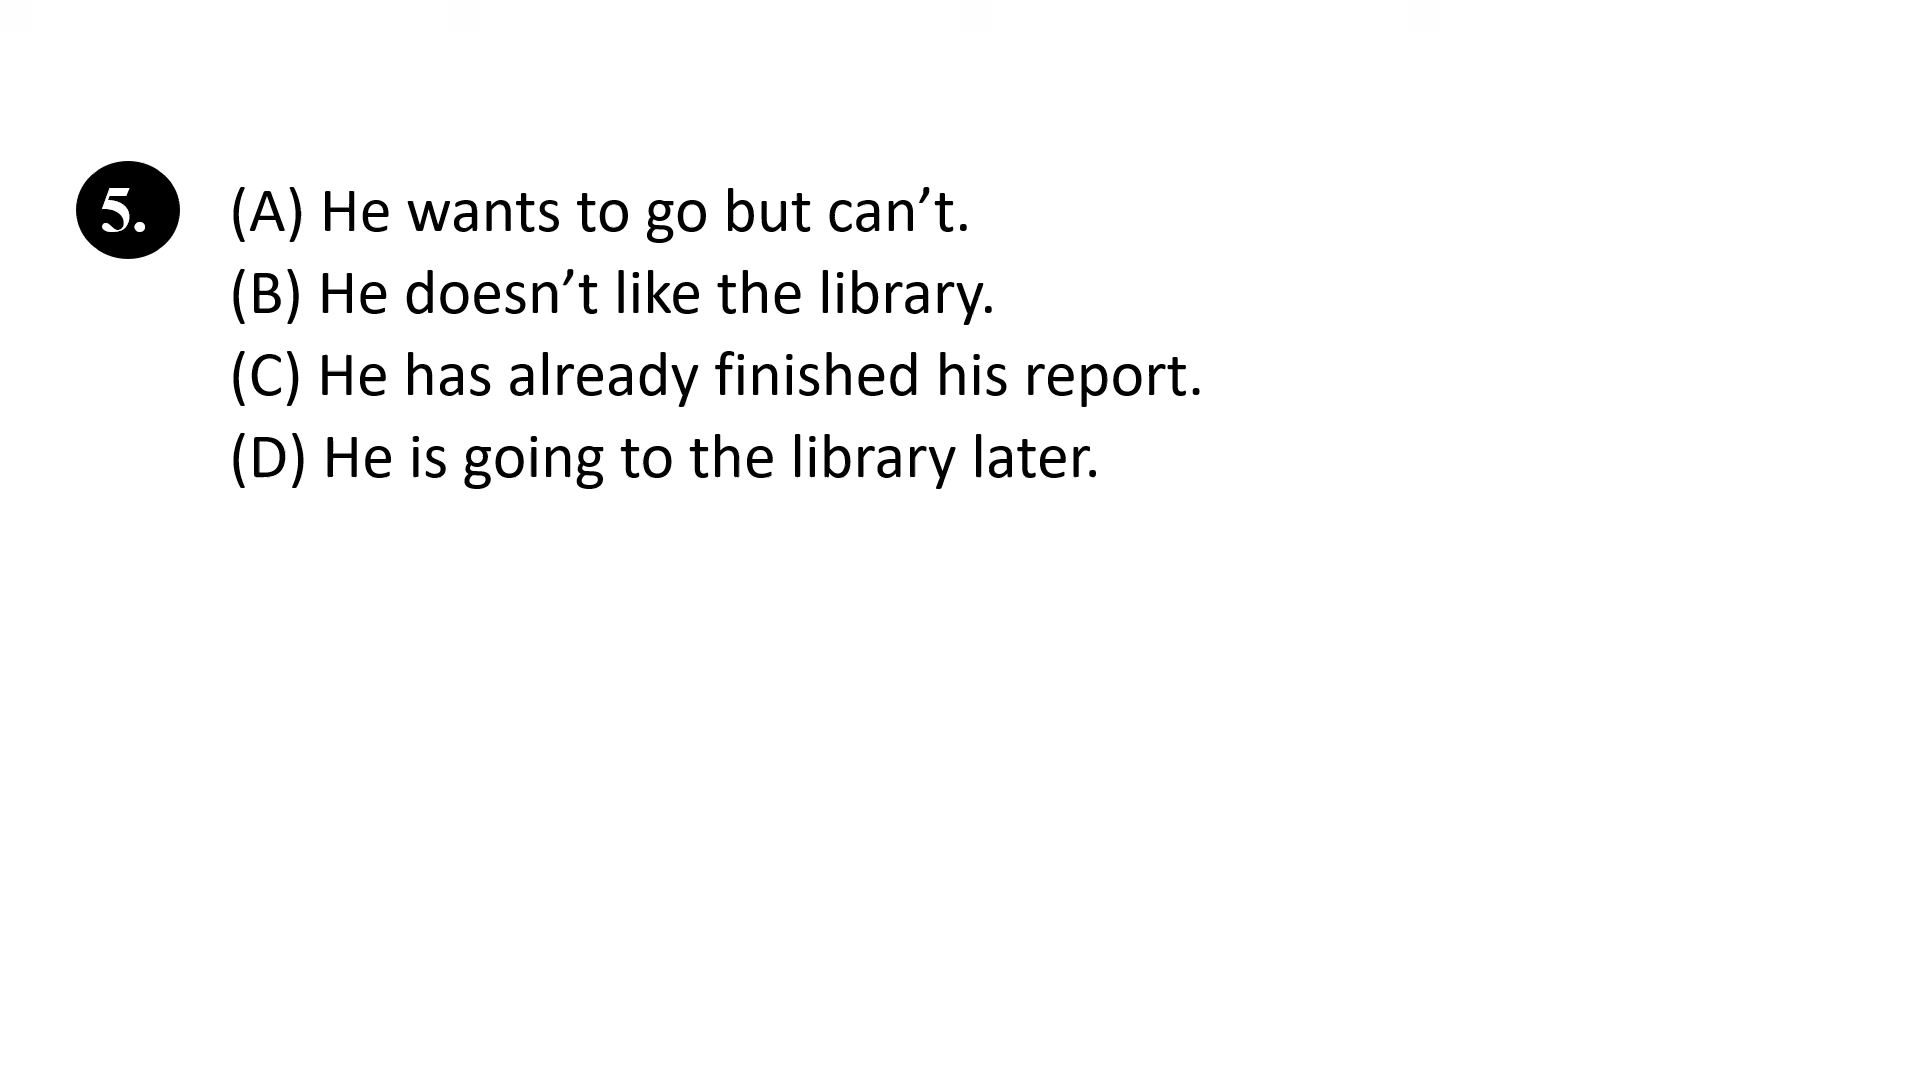 5. (A) He wants to go but can’t.
(B) He doesn’t like the library.
(C) He has already finished his report.
(D) He is going to the library later.